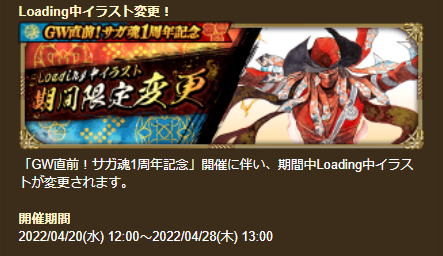 Loading中イラスト変更！
GW直前！サガ魂1周年記念
Loading中イラスト
期間限定変更
「GW直前！サガ魂1周年記念」開催に伴い、期間中Loading中イラス
トが変更されます。
開催期間
2022/04/20(水) 12:00～2022/04/28(木) 13:00